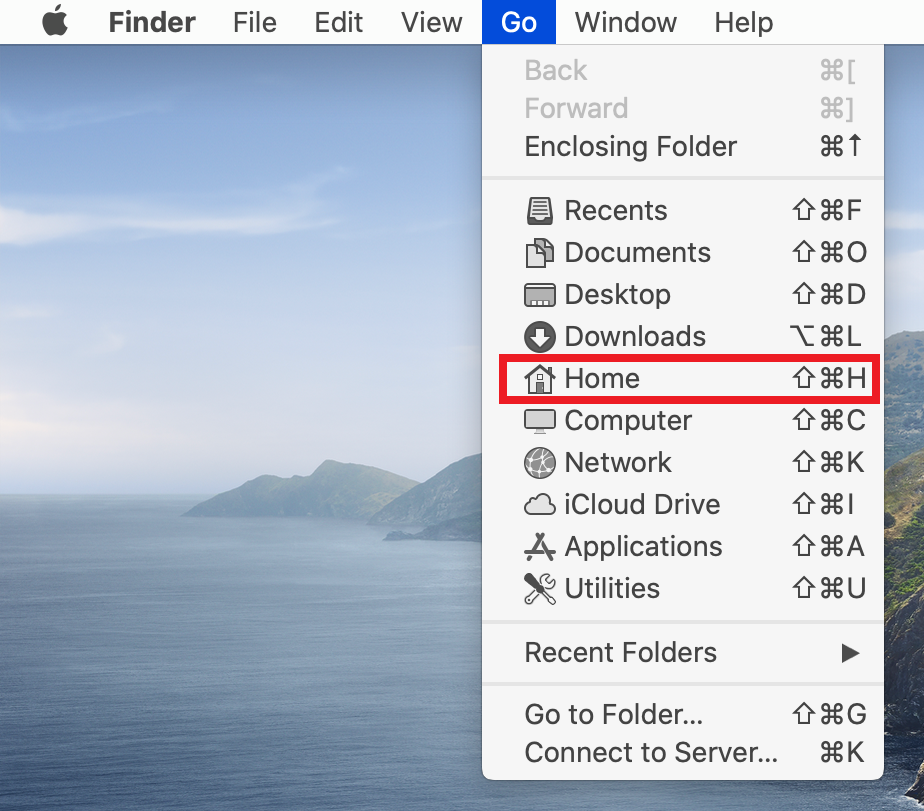 Finder File Edit View Go Window Help
Back ⌘[
Forward ⌘]
Enclosing Folder ⌘↑
Recents ⇧⌘F
Documents ⇧⌘O
Desktop ⇧⌘D
Downloads ⌥⌘L
Home ⇧⌘H
Computer ⇧⌘C
Network ⇧⌘K
iCloud Drive ⇧⌘I
Applications ⇧⌘A
Utilities ⇧⌘U
Recent Folders ▶
Go to Folder... ⇧⌘G
Connect to Server... ⌘K